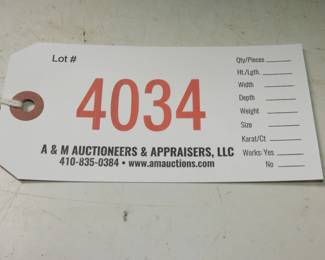 Lot #
4034
A & M AUCTIONEERS & APPRAISERS, LLC
410-835-0384 • www.amauctions.com
Qty/Pieces
Ht./Lgth.
Width
Depth
Weight
Size
Karat/Ct.
Works- Yes
No